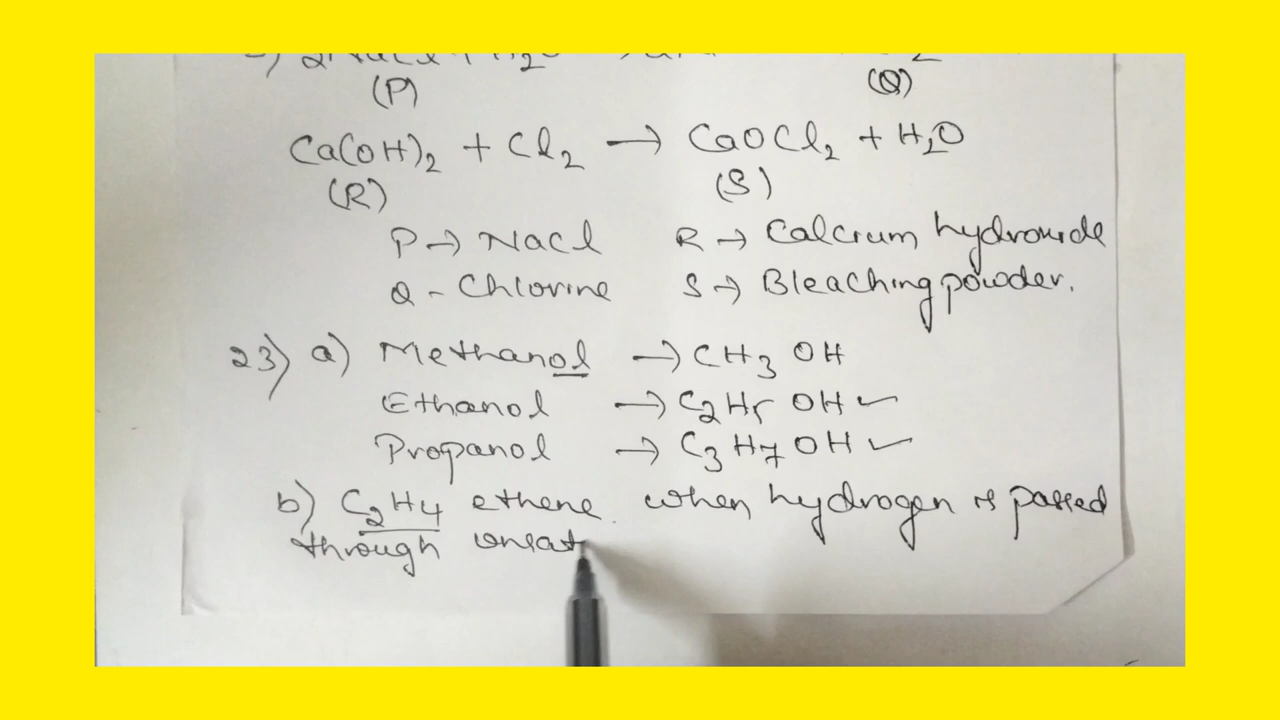 (P) (Q)
Ca(OH)2 + Cl2 → CaOCl2 + H2O
(R) (S)
P → NaCl R → Calcium hydroxide
Q - Chlorine S → Bleaching powder.
23) a) Methanol → CH3 OH
Ethanol → C2H5 OH ✓
Propanol → C3H7 OH ✓
b) C2H4 ethene. when hydrogen is passed
through unsat